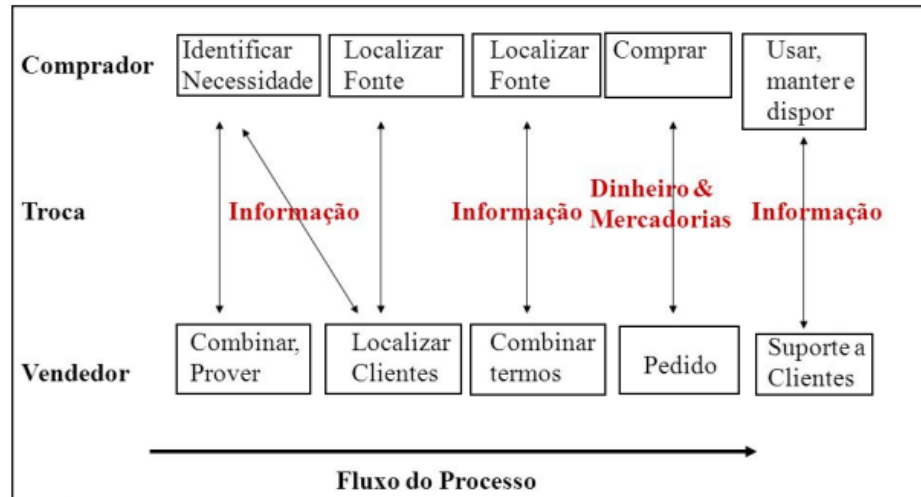 Comprador
Identificar
Necessidade
Localizar
Fonte
Localizar
Fonte
Comprar
Usar,
manter e
dispor
Troca
Informação
Informação
Dinheiro &
Mercadorias
Informação
Vendedor
Combinar,
Prover
Localizar
Clientes
Combinar
termos
Pedido
Suporte a
Clientes
Fluxo do Processo